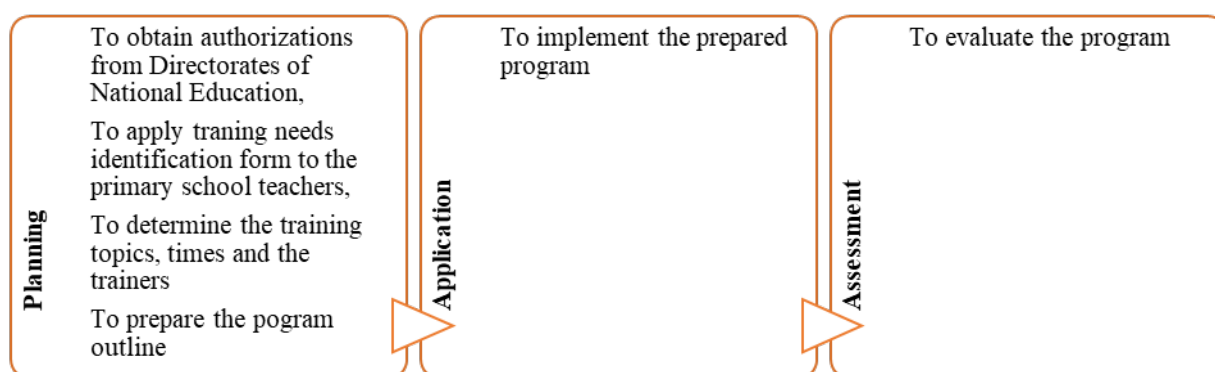 Planning
To obtain authorizations
from Directorates of
National Education,
To apply traning needs
identification form to the
primary school teachers,
To determine the training
topics, times and the
trainers
To prepare the pogram
outline
Application
To implement the prepared
program
Assessment
To evaluate the program